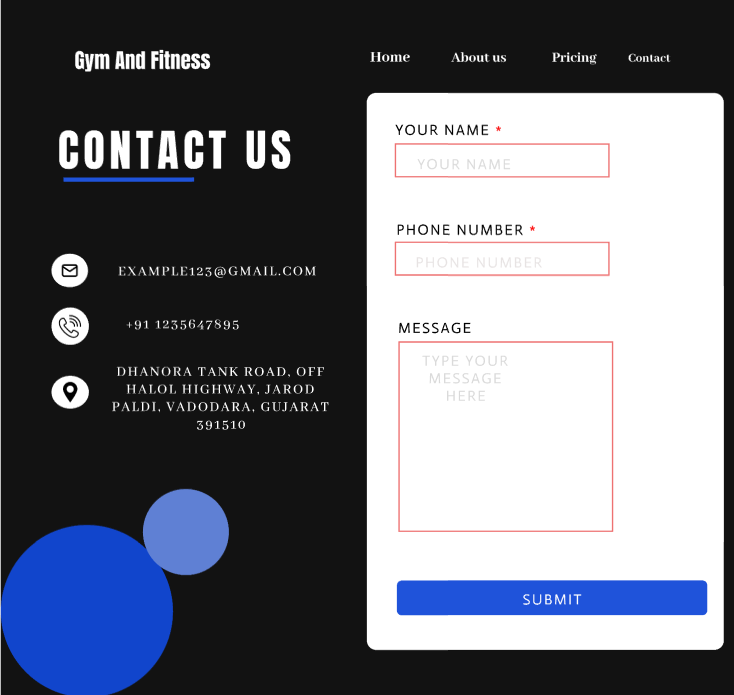 Gym And Fitness
Home About us Pricing Contact
CONTACT US
EXAMPLE123@GMAIL.COM
+91 1235647895
DHANORA TANK ROAD, OFF
HALOL HIGHWAY, JAROD
PALDI, VADODARA, GUJARAT
391510
YOUR NAME *
YOUR NAME
PHONE NUMBER *
PHONE NUMBER
MESSAGE
TYPE YOUR
MESSAGE
HERE
SUBMIT